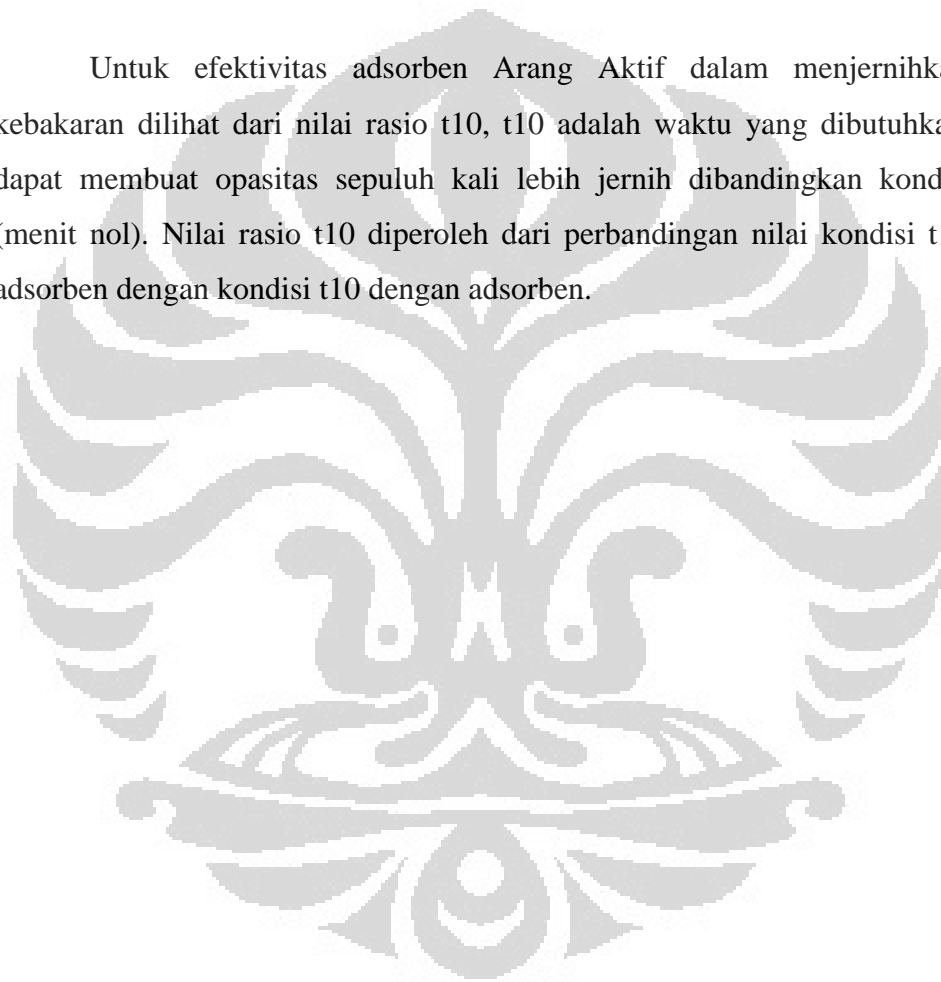 Untuk efektivitas adsorben Arang Aktif dalam menjernihka
kebakaran dilihat dari nilai rasio t10, t10 adalah waktu yang dibutuhka
dapat membuat opasitas sepuluh kali lebih jernih dibandingkan kond
(menit nol). Nilai rasio t10 diperoleh dari perbandingan nilai kondisi t
adsorben dengan kondisi t10 dengan adsorben.